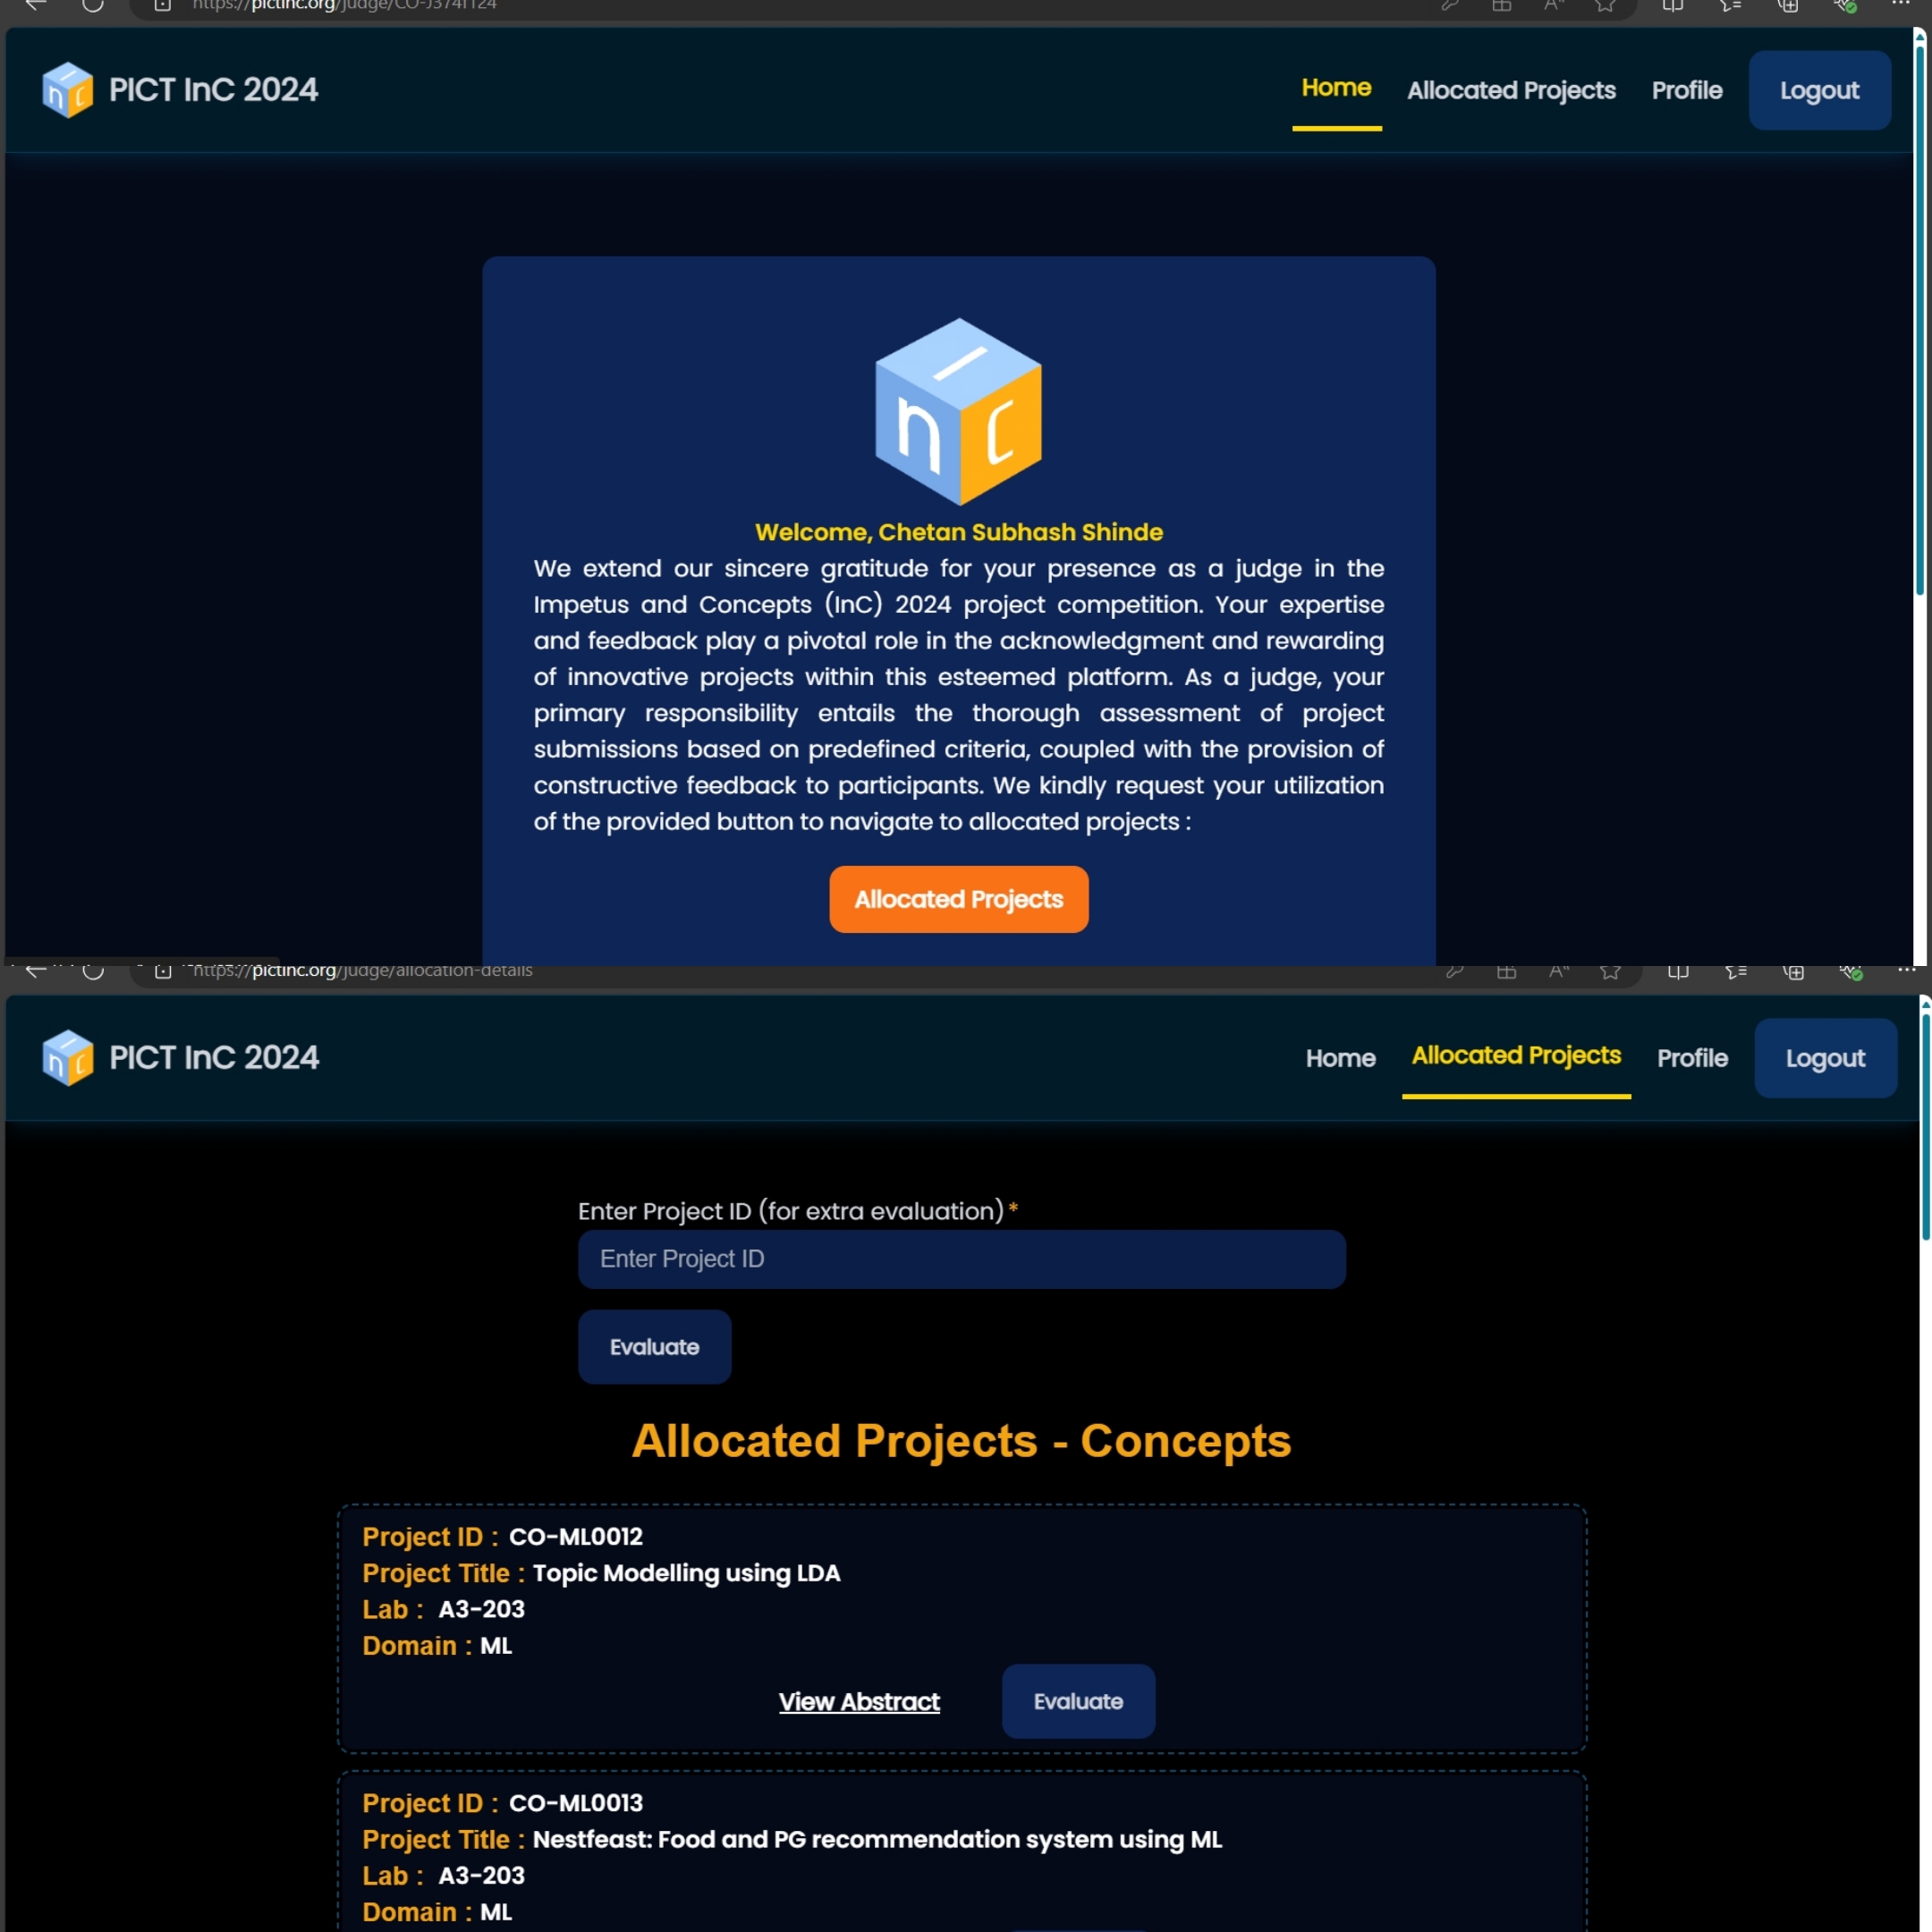 PICT InC 2024
Home
Allocated Projects
Profile
Logout
Welcome, Chetan Subhash Shinde
We extend our sincere gratitude for your presence as a judge in the
Impetus and Concepts (InC) 2024 project competition. Your expertise
and feedback play a pivotal role in the acknowledgment and rewarding
of innovative projects within this esteemed platform. As a judge, your
primary responsibility entails the thorough assessment of project
submissions based on predefined criteria, coupled with the provision of
constructive feedback to participants. We kindly request your utilization
of the provided button to navigate to allocated projects :
Allocated Projects
https://pictinc.org/judge/allocation-details
PICT InC 2024
Home
Allocated Projects
Profile
Logout
Enter Project ID (for extra evaluation)*
Enter Project ID
Evaluate
Allocated Projects - Concepts
Project ID : CO-ML0012
Project Title : Topic Modelling using LDA
Lab : A3-203
Domain : ML
View Abstract
Evaluate
Project ID : CO-ML0013
Project Title : Nestfeast: Food and PG recommendation system using ML
Lab : A3-203
Domain : ML